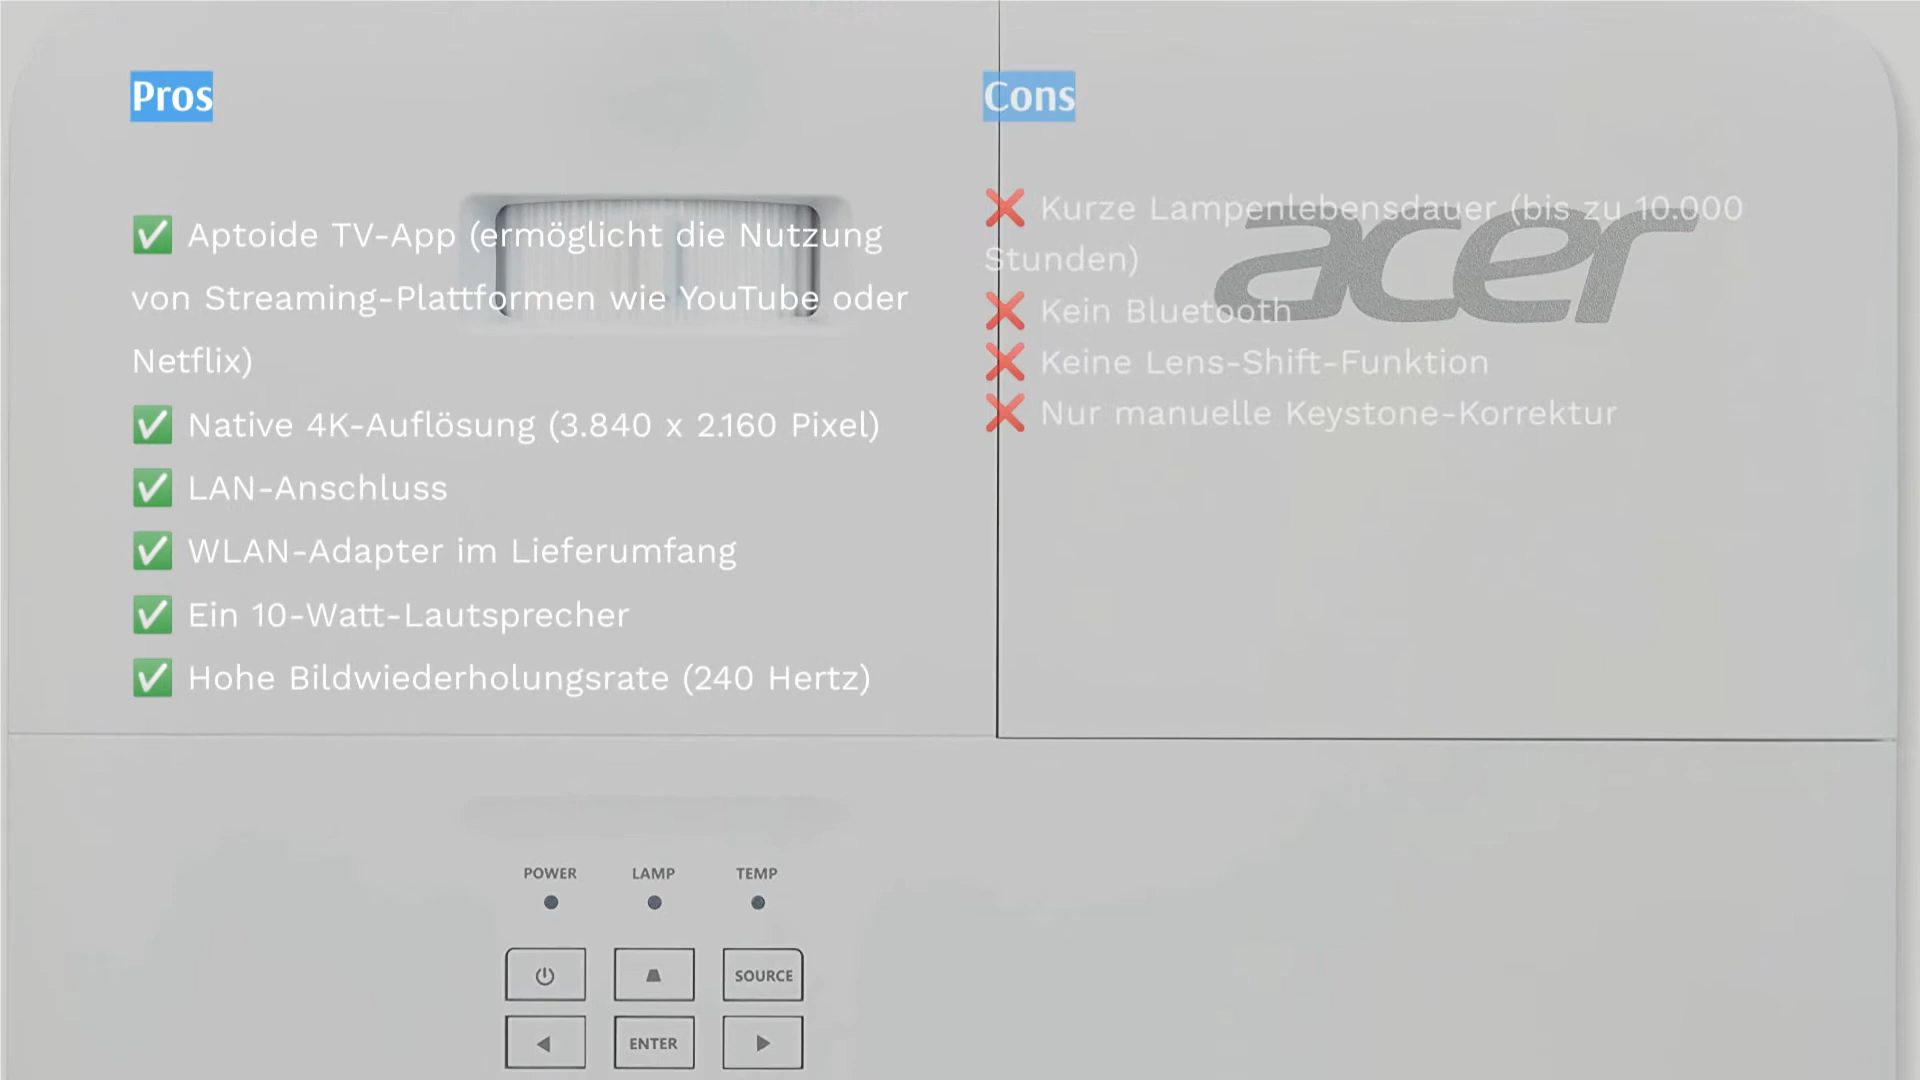 Pros
✅ Aptoide TV-App (ermöglicht die Nutzung
von Streaming-Plattformen wie YouTube oder
Netflix)
✅ Native 4K-Auflösung (3.840 x 2.160 Pixel)
✅ LAN-Anschluss
✅ WLAN-Adapter im Lieferumfang
✅ Ein 10-Watt-Lautsprecher
✅ Hohe Bildwiederholungsrate (240 Hertz)
Cons
❌ Kurze Lampenlebensdauer (bis zu 10.000
Stunden)
❌ Kein Bluetooth
❌ Keine Lens-Shift-Funktion
❌ Nur manuelle Keystone-Korrektur
acer
POWER LAMP TEMP
SOURCE
ENTER